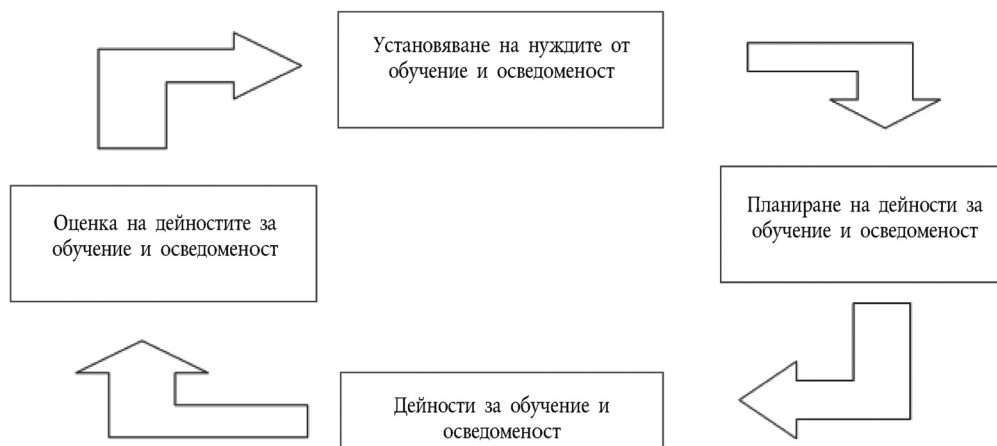 Установяване на нуждите от
обучение и осведоменост
Планиране на дейности за
обучение и осведоменост
Оценка на дейностите за
обучение и осведоменост
Дейности за обучение и
осведоменост